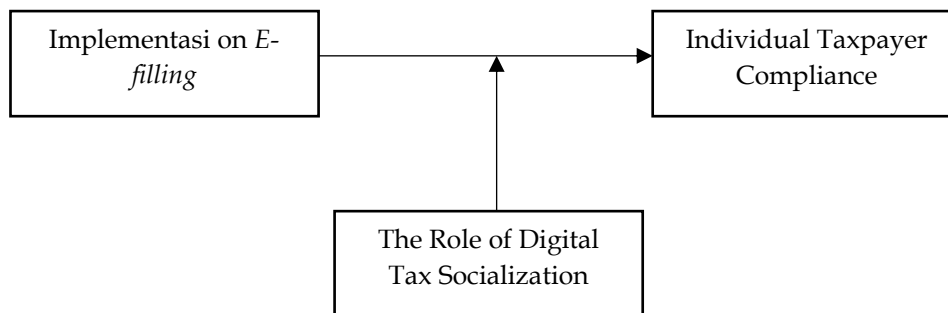 Implementasi on E-
filling
Individual Taxpayer
Compliance
The Role of Digital
Tax Socialization